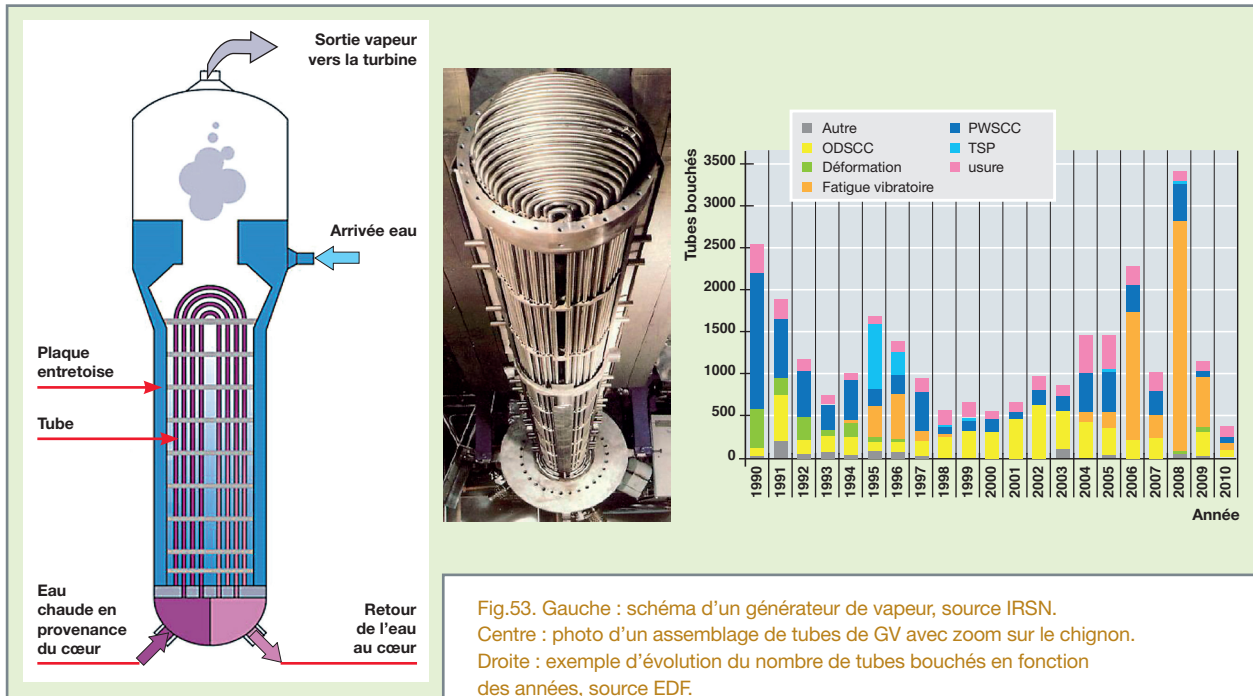 Sortie vapeur
vers la turbine
Arrivée eau
Plaque
entretoise
Tube
Eau
chaude en
provenance
du cœur
Retour
de l'eau
au cœur
Autre
ODSCC
Déformation
Fatigue vibratoire
PWSCC
TSP
usure
Tubes bouchés
3500
3000
2500
2000
1500
1000
500
0
1990
1991
1992
1993
1994
1995
1996
1997
1998
1999
2000
2001
2002
2003
2004
2005
2006
2007
2008
2009
2010
Année
Fig.53. Gauche : schéma d'un générateur de vapeur, source IRSN.
Centre : photo d'un assemblage de tubes de GV avec zoom sur le chignon.
Droite : exemple d'évolution du nombre de tubes bouchés en fonction
des années, source EDF.